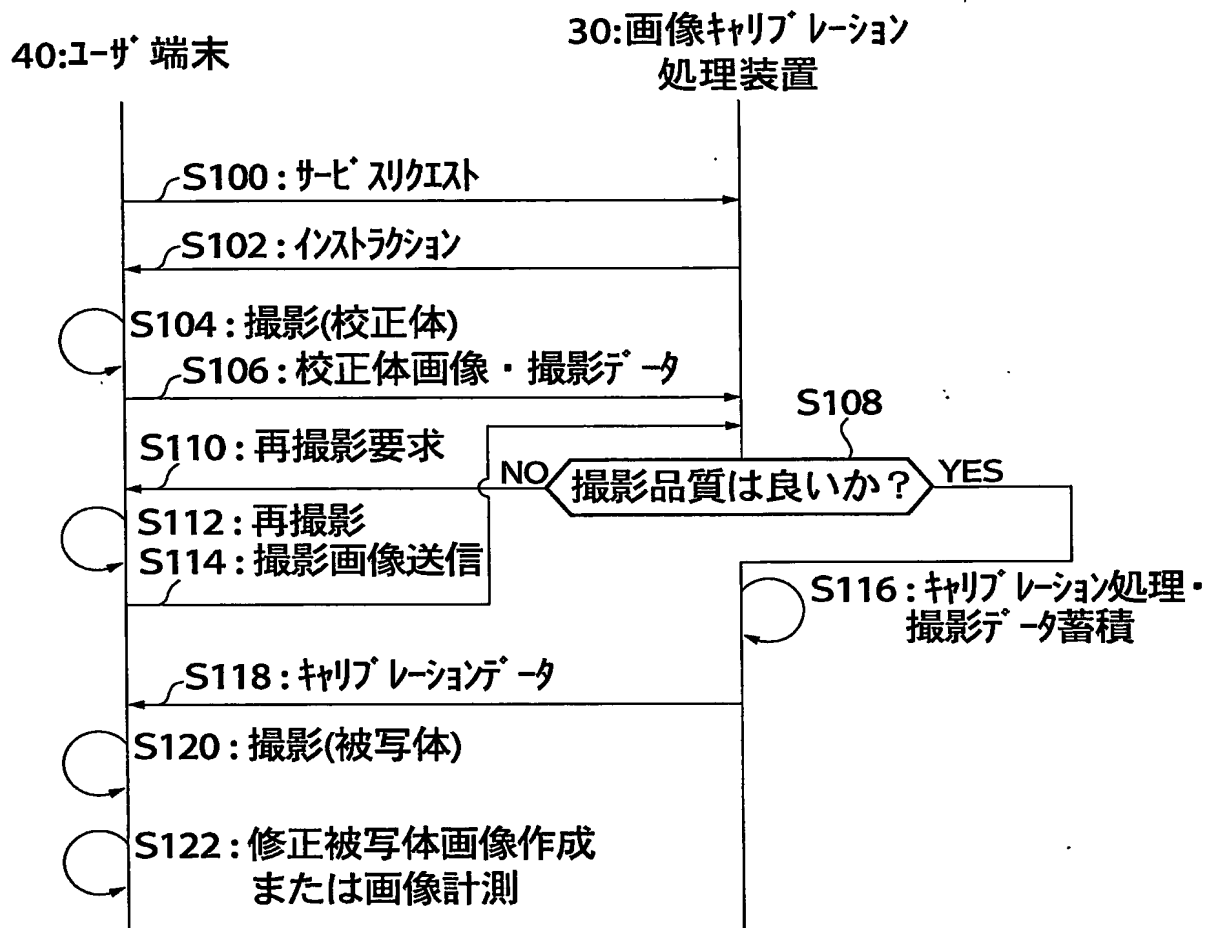 40:ﾕｰｻﾞ端末
30:画像ｷｬﾘﾌﾞﾚｰｼｮﾝ
処理装置
S100:ｻｰﾋﾞｽﾘｸｴｽﾄ
S102:ｲﾝｽﾄﾗｸｼｮﾝ
S104:撮影(校正体)
S106:校正体画像・撮影ﾃﾞｰﾀ
S108
S110:再撮影要求
NO
撮影品質は良いか?
YES
S112:再撮影
S114:撮影画像送信
S116:ｷｬﾘﾌﾞﾚｰｼｮﾝ処理・
撮影ﾃﾞｰﾀ蓄積
S118:ｷｬﾘﾌﾞﾚｰｼｮﾝﾃﾞｰﾀ
S120:撮影(被写体)
S122:修正被写体画像作成
または画像計測